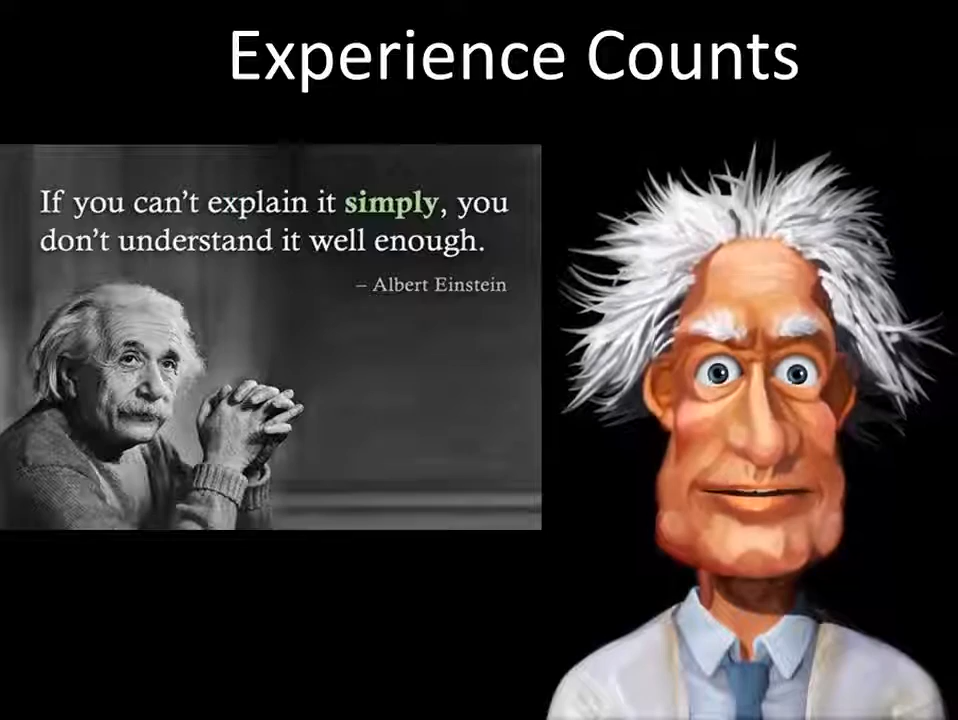 Experience Counts
If you can’t explain it simply, you
don’t understand it well enough.
– Albert Einstein